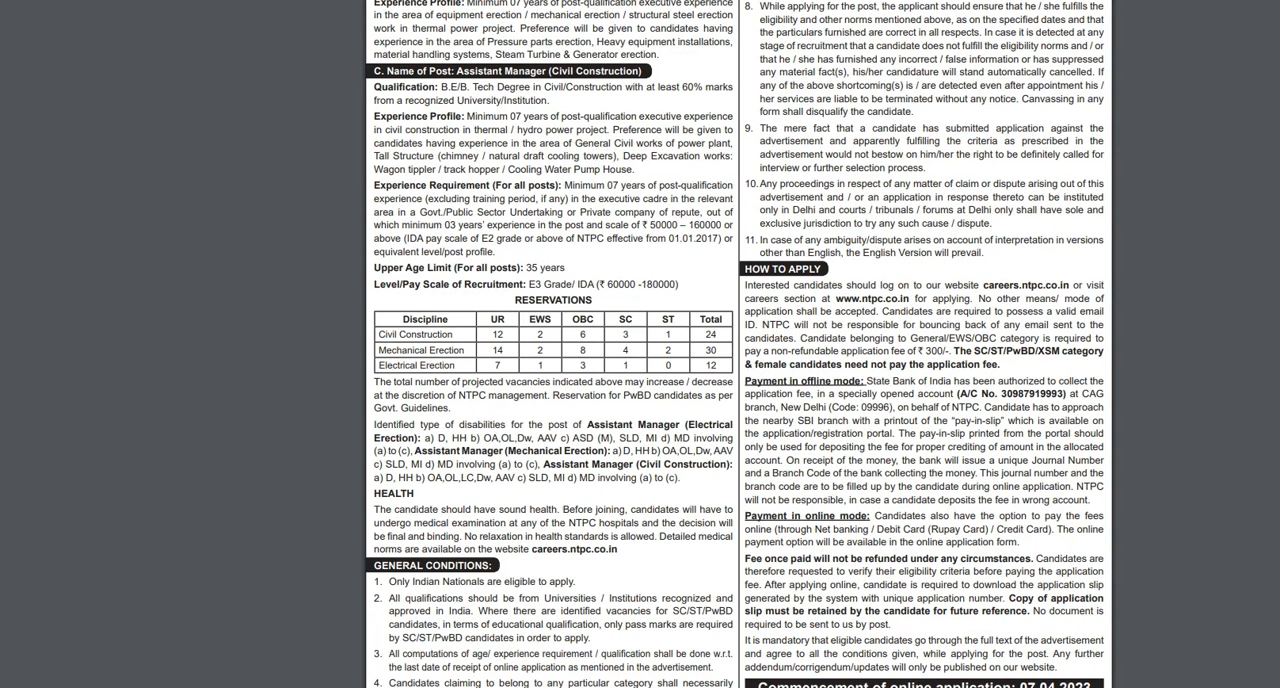 Experience Profile: Minimum 07 years of post-qualification executive experience
in the area of equipment erection / mechanical erection / structural steel erection
work in thermal power project. Preference will be given to candidates having
experience in the area of Pressure parts erection, Heavy equipment installations,
material handling systems, Steam Turbine & Generator erection.
C. Name of Post: Assistant Manager (Civil Construction)
Qualification: B.E/B. Tech Degree in Civil/Construction with at least 60% marks
from a recognized University/Institution.
Experience Profile: Minimum 07 years of post-qualification executive experience
in civil construction in thermal / hydro power project. Preference will be given to
candidates having experience in the area of General Civil works of power plant,
Tall Structure (chimney / natural draft cooling towers), Deep Excavation works:
Wagon tippler / track hopper / Cooling Water Pump House.
Experience Requirement (For all posts): Minimum 07 years of post-qualification
experience (excluding training period, if any) in the executive cadre in the relevant
area in a Govt./Public Sector Undertaking or Private company of repute, out of
which minimum 03 years' experience in the post and scale of ₹ 50000 – 160000 or
above (IDA pay scale of E2 grade or above of NTPC effective from 01.01.2017) or
equivalent level/post profile.
Upper Age Limit (For all posts): 35 years
Level/Pay Scale of Recruitment: E3 Grade/ IDA (₹ 60000 -180000)
RESERVATIONS
Discipline UR EWS OBC SC ST Total
Civil Construction 12 2 6 3 1 24
Mechanical Erection 14 2 8 4 2 30
Electrical Erection 7 1 3 1 0 12
The total number of projected vacancies indicated above may increase / decrease
at the discretion of NTPC management. Reservation for PwBD candidates as per
Govt. Guidelines.
Identified type of disabilities for the post of Assistant Manager (Electrical
Erection): a) D, HH b) OA,OL,Dw, AAV c) ASD (M), SLD, MI d) MD involving
(a) to (c), Assistant Manager (Mechanical Erection): a) D, HH b) OA,OL,Dw, AAV
c) SLD, MI d) MD involving (a) to (c), Assistant Manager (Civil Construction):
a) D, HH b) OA,OL,LC,Dw, AAV c) SLD, MI d) MD involving (a) to (c).
HEALTH
The candidate should have sound health. Before joining, candidates will have to
undergo medical examination at any of the NTPC hospitals and the decision will
be final and binding. No relaxation in health standards is allowed. Detailed medical
norms are available on the website careers.ntpc.co.in
GENERAL CONDITIONS:
1. Only Indian Nationals are eligible to apply.
2. All qualifications should be from Universities / Institutions recognized and
approved in India. Where there are identified vacancies for SC/ST/PwBD
candidates, in terms of educational qualification, only pass marks are required
by SC/ST/PwBD candidates in order to apply.
3. All computations of age/ experience requirement / qualification shall be done w.r.t.
the last date of receipt of online application as mentioned in the advertisement.
4. Candidates claiming to belong to any particular category shall necessarily
8. While applying for the post, the applicant should ensure that he / she fulfills the
eligibility and other norms mentioned above, as on the specified dates and that
the particulars furnished are correct in all respects. In case it is detected at any
stage of recruitment that a candidate does not fulfill the eligibility norms and / or
that he / she has furnished any incorrect / false information or has suppressed
any material fact(s), his/her candidature will stand automatically cancelled. If
any of the above shortcoming(s) is / are detected even after appointment his /
her services are liable to be terminated without any notice. Canvassing in any
form shall disqualify the candidate.
9. The mere fact that a candidate has submitted application against the
advertisement and apparently fulfilling the criteria as prescribed in the
advertisement would not bestow on him/her the right to be definitely called for
interview or further selection process.
10. Any proceedings in respect of any matter of claim or dispute arising out of this
advertisement and / or an application in response thereto can be instituted
only in Delhi and courts / tribunals / forums at Delhi only shall have sole and
exclusive jurisdiction to try any such cause / dispute.
11. In case of any ambiguity/dispute arises on account of interpretation in versions
other than English, the English Version will prevail.
HOW TO APPLY
Interested candidates should log on to our website careers.ntpc.co.in or visit
careers section at www.ntpc.co.in for applying. No other means/ mode of
application shall be accepted. Candidates are required to possess a valid email
ID. NTPC will not be responsible for bouncing back of any email sent to the
candidates. Candidate belonging to General/EWS/OBC category is required to
pay a non-refundable application fee of ₹ 300/-. The SC/ST/PwBD/XSM category
& female candidates need not pay the application fee.
Payment in offline mode: State Bank of India has been authorized to collect the
application fee, in a specially opened account (A/C No. 30987919993) at CAG
branch, New Delhi (Code: 09996), on behalf of NTPC. Candidate has to approach
the nearby SBI branch with a printout of the “pay-in-slip” which is available on
the application/registration portal. The pay-in-slip printed from the portal should
only be used for depositing the fee for proper crediting of amount in the allocated
account. On receipt of the money, the bank will issue a unique Journal Number
and a Branch Code of the bank collecting the money. This journal number and the
branch code are to be filled up by the candidate during online application. NTPC
will not be responsible, in case a candidate deposits the fee in wrong account.
Payment in online mode: Candidates also have the option to pay the fees
online (through Net banking / Debit Card (Rupay Card) / Credit Card). The online
payment option will be available in the online application form.
Fee once paid will not be refunded under any circumstances. Candidates are
therefore requested to verify their eligibility criteria before paying the application
fee. After applying online, candidate is required to download the application slip
generated by the system with unique application number. Copy of application
slip must be retained by the candidate for future reference. No document is
required to be sent to us by post.
It is mandatory that eligible candidates go through the full text of the advertisement
and agree to all the conditions given, while applying for the post. Any further
addendum/corrigendum/updates will only be published on our website.
Commencement of online application: 07.04.2023